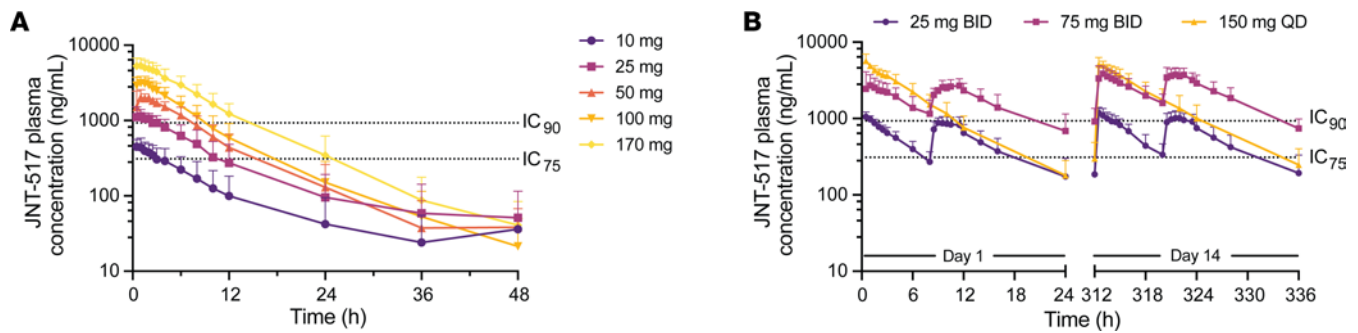 A
JNT-517 plasma
concentration (ng/mL)
10000
1000
100
10
0
12
24
36
48
Time (h)
IC90
IC75
10 mg
25 mg
50 mg
100 mg
170 mg
B
25 mg BID
75 mg BID
150 mg QD
JNT-517 plasma
concentration (ng/mL)
10000
1000
100
10
IC90
IC75
Day 1
Day 14
0 6 12 18 24 312 318 324 330 336
Time (h)